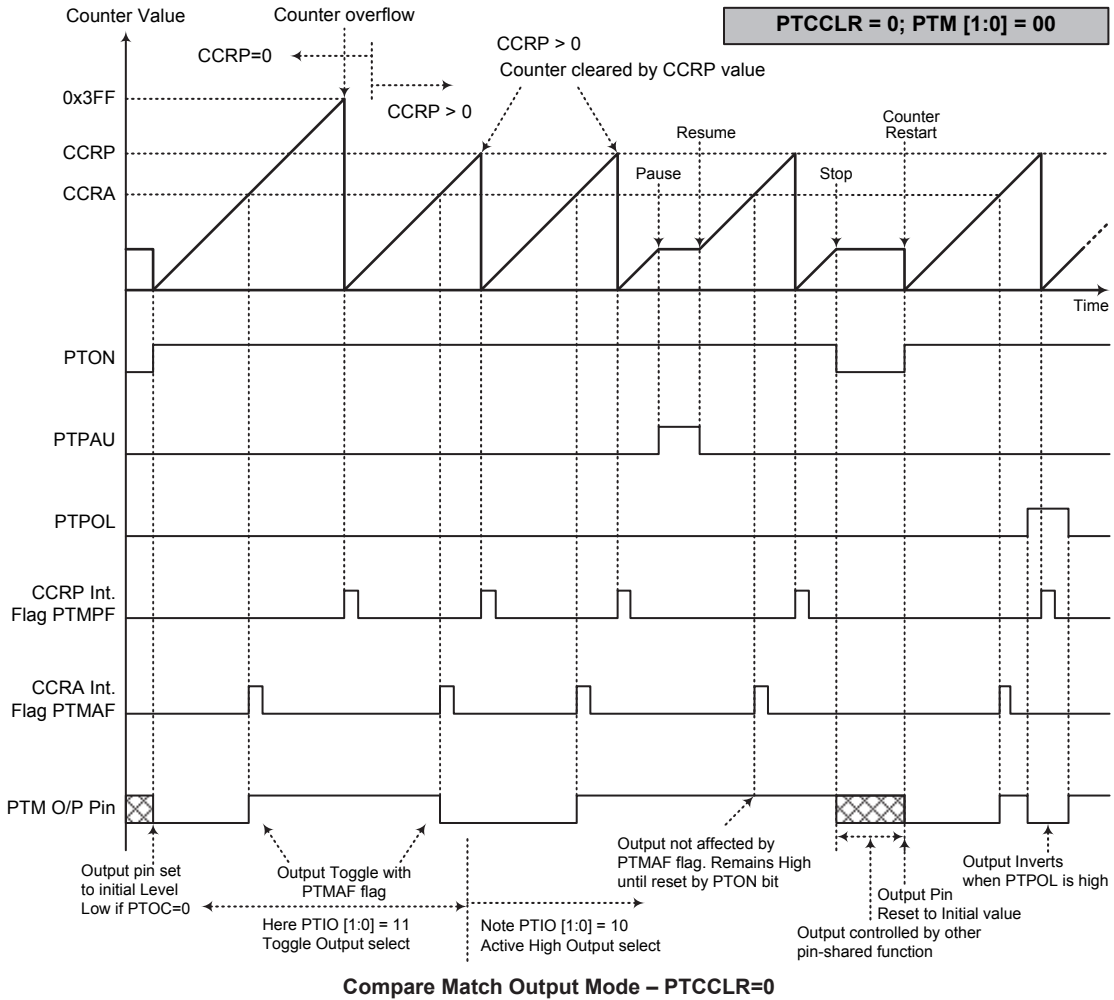 Counter Value
Counter overflow
PTCCLR = 0; PTM [1:0] = 00
CCRP=0
CCRP > 0
CCRP > 0
Counter cleared by CCRP value
0x3FF
CCRP
CCRA
Pause
Resume
Stop
Counter
Restart
Time
PTON
PTPAU
PTPOL
CCRP Int.
Flag PTMPF
CCRA Int.
Flag PTMAF
PTM O/P Pin
Output pin set
to initial Level
Low if PTOC=0
Output Toggle with
PTMAF flag
Here PTIO [1:0] = 11
Toggle Output select
Note PTIO [1:0] = 10
Active High Output select
Output not affected by
PTMAF flag. Remains High
until reset by PTON bit
Output Pin
Reset to Initial value
Output controlled by other
pin-shared function
Output Inverts
when PTPOL is high
Compare Match Output Mode – PTCCLR=0